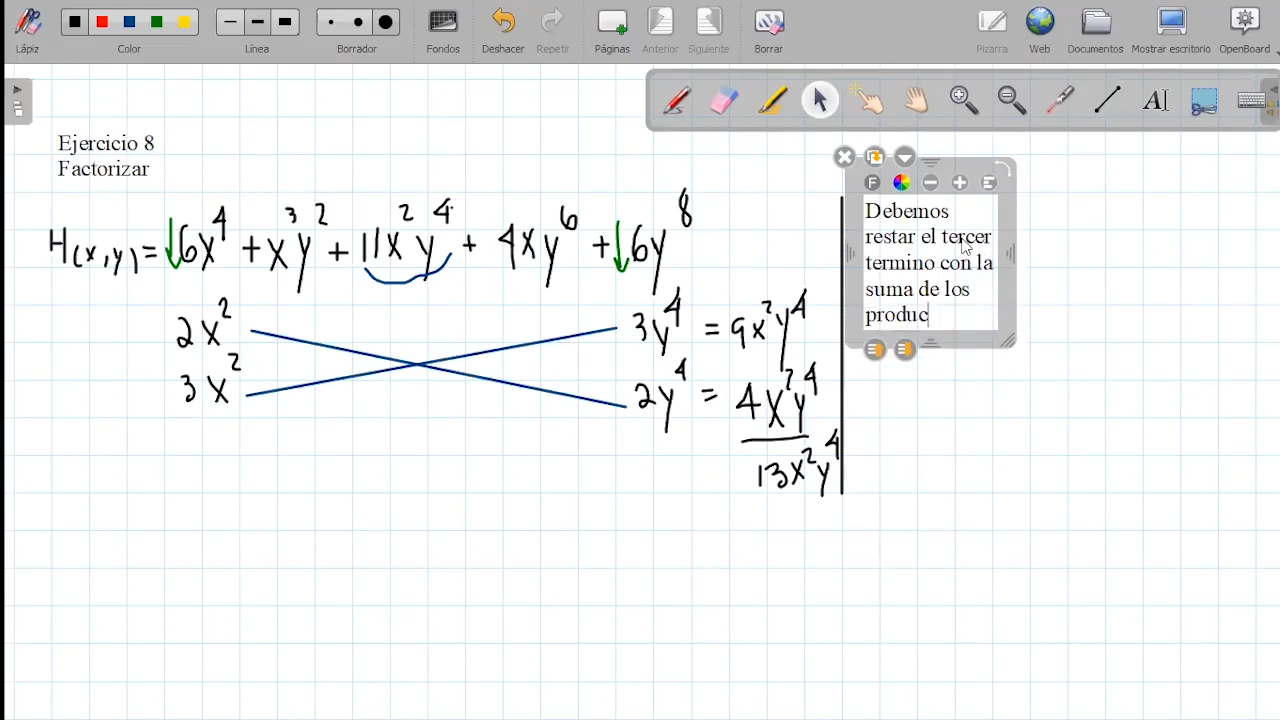 Lápiz
Color
Línea
Borrador
Fondos
Deshacer
Repetir
Páginas
Anterior
Siguiente
Borrar
Pizarra
Web
Documentos
Mostrar escritorio
OpenBoard
Ejercicio 8
Factorizar
H(x,y)= 6x⁴ + x³y² + 11x²y⁴ + 4xy⁶ + 6y⁸
2x² 3y⁴ = 9x²y⁴
3x² 2y⁴ = 4x²y⁴
13x²y⁴
Debemos
restar el tercer
termino con la
suma de los
produc